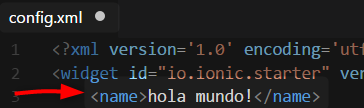 config.xml
1 <?xml version='1.0' encoding='ut
2 <widget id="io.ionic.starter" ver
3 <name>hola mundo!</name>